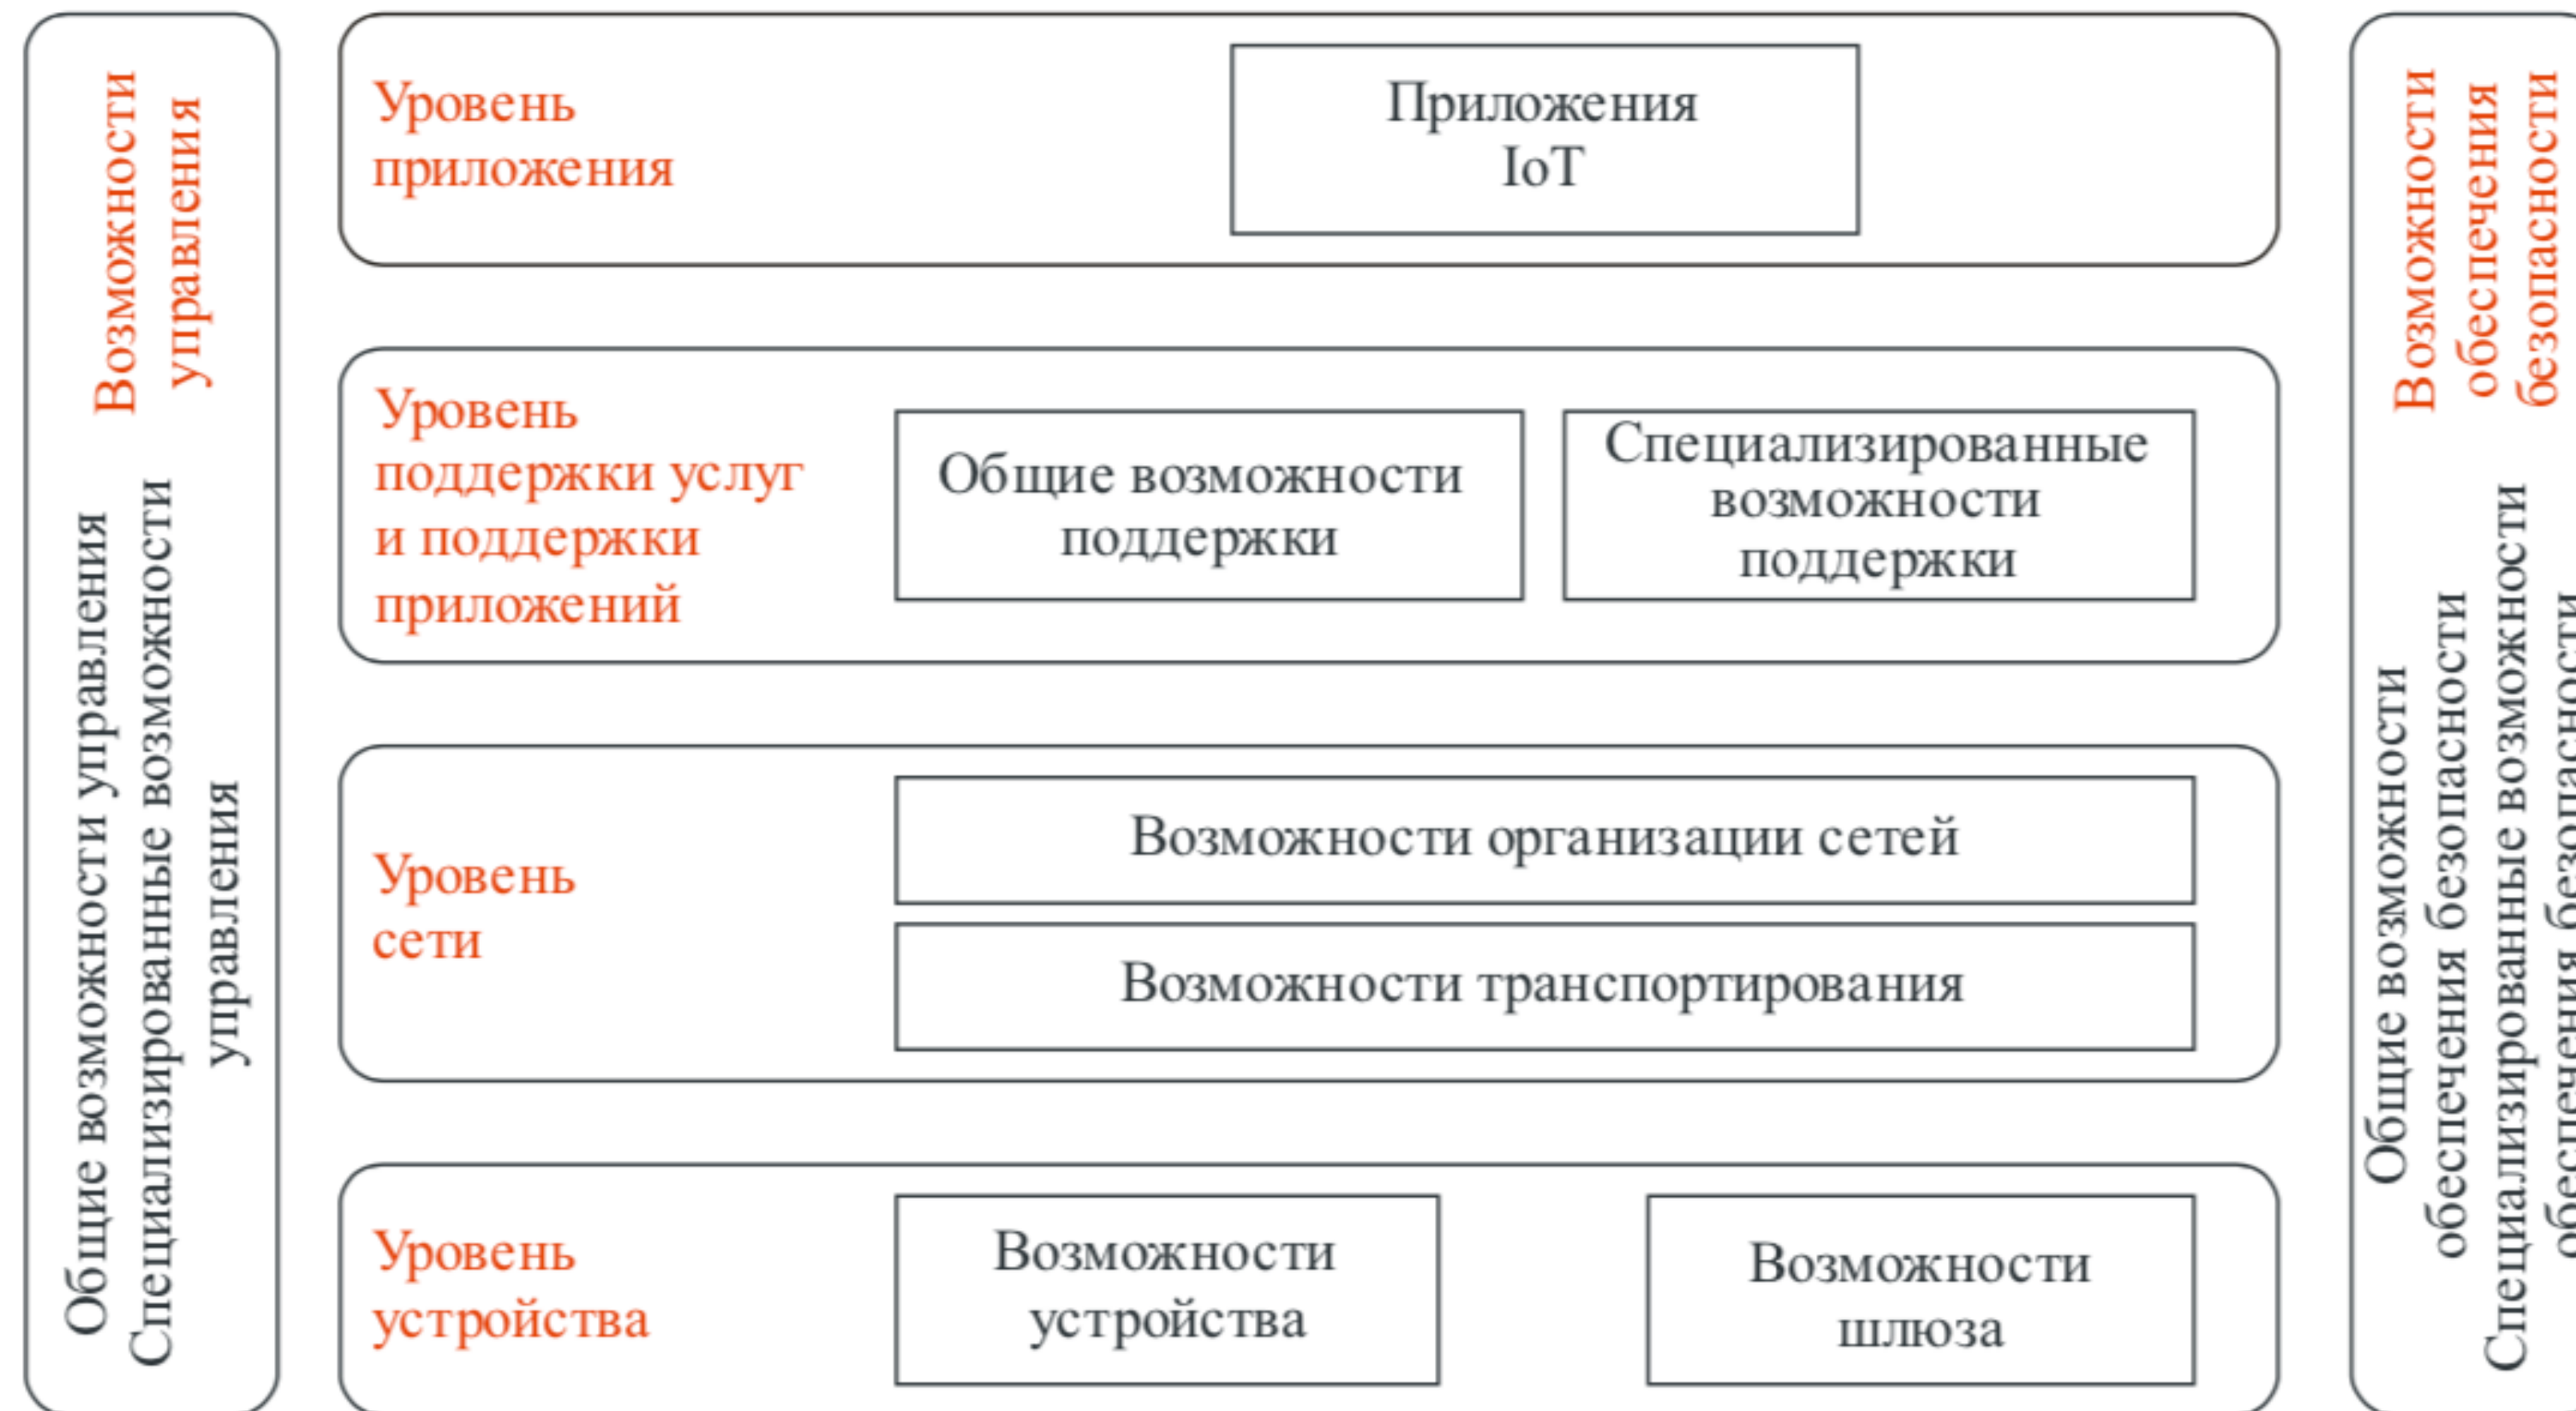 Возможности
управления
Общие возможности управления
Специализированные возможности
управления
Уровень
приложения
Приложения
IoT
Уровень
поддержки услуг
и поддержки
приложений
Общие возможности
поддержки
Специализированные
возможности
поддержки
Уровень
сети
Возможности организации сетей
Возможности транспортирования
Уровень
устройства
Возможности
устройства
Возможности
шлюза
Возможности
обеспечения
безопасности
Общие возможности
обеспечения безопасности
Специализированные возможности
обеспечения безопасности